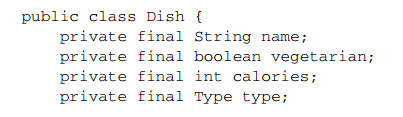 public class Dish {
    private final String name;
    private final boolean vegetarian;
    private final int calories;
    private final Type type;